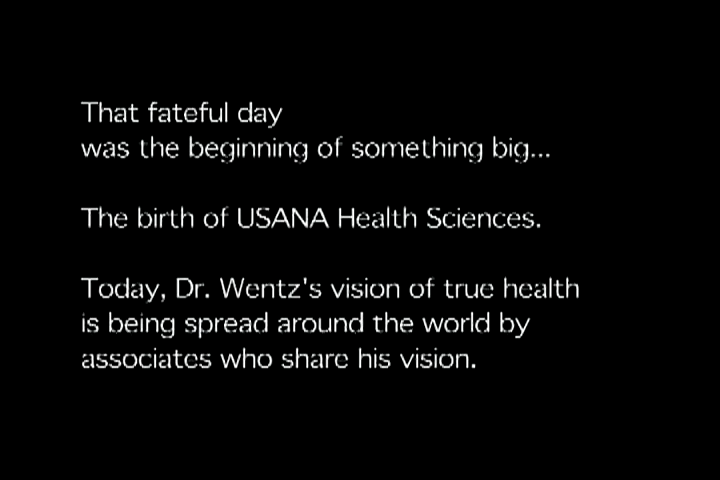 That fateful day
was the beginning of something big...
The birth of USANA Health Sciences.
Today, Dr. Wentz's vision of true health
is being spread around the world by
associates who share his vision.